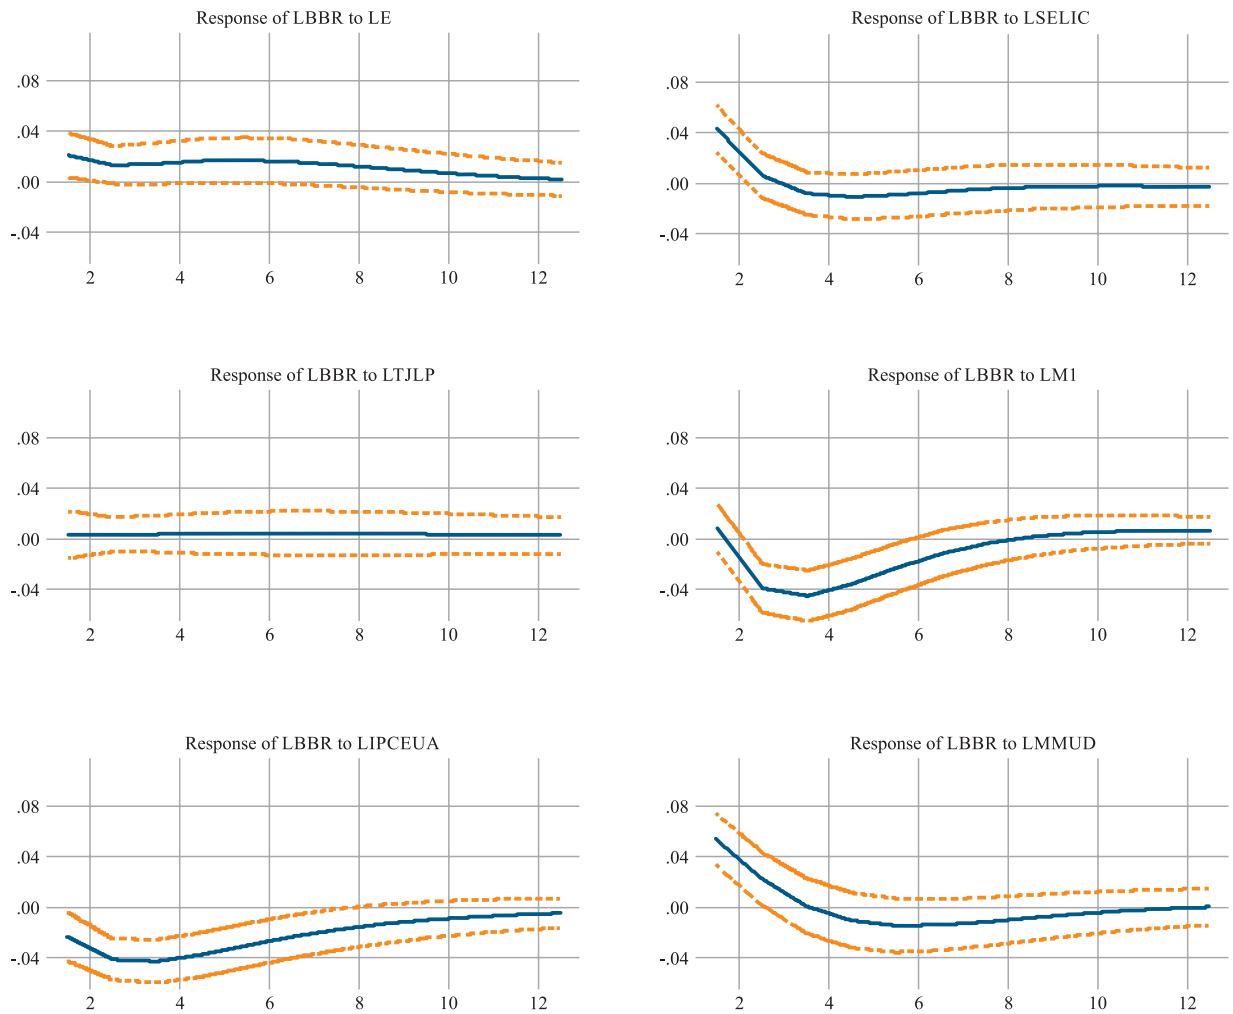 Response of LBBR to LE
.08
.04
.00
-.04
2 4 6 8 10 12
Response of LBBR to LSELIC
.08
.04
.00
-.04
2 4 6 8 10 12
Response of LBBR to LTJLP
.08
.04
.00
-.04
2 4 6 8 10 12
Response of LBBR to LM1
.08
.04
.00
-.04
2 4 6 8 10 12
Response of LBBR to LIPCEUA
.08
.04
.00
-.04
2 4 6 8 10 12
Response of LBBR to LMMUD
.08
.04
.00
-.04
2 4 6 8 10 12